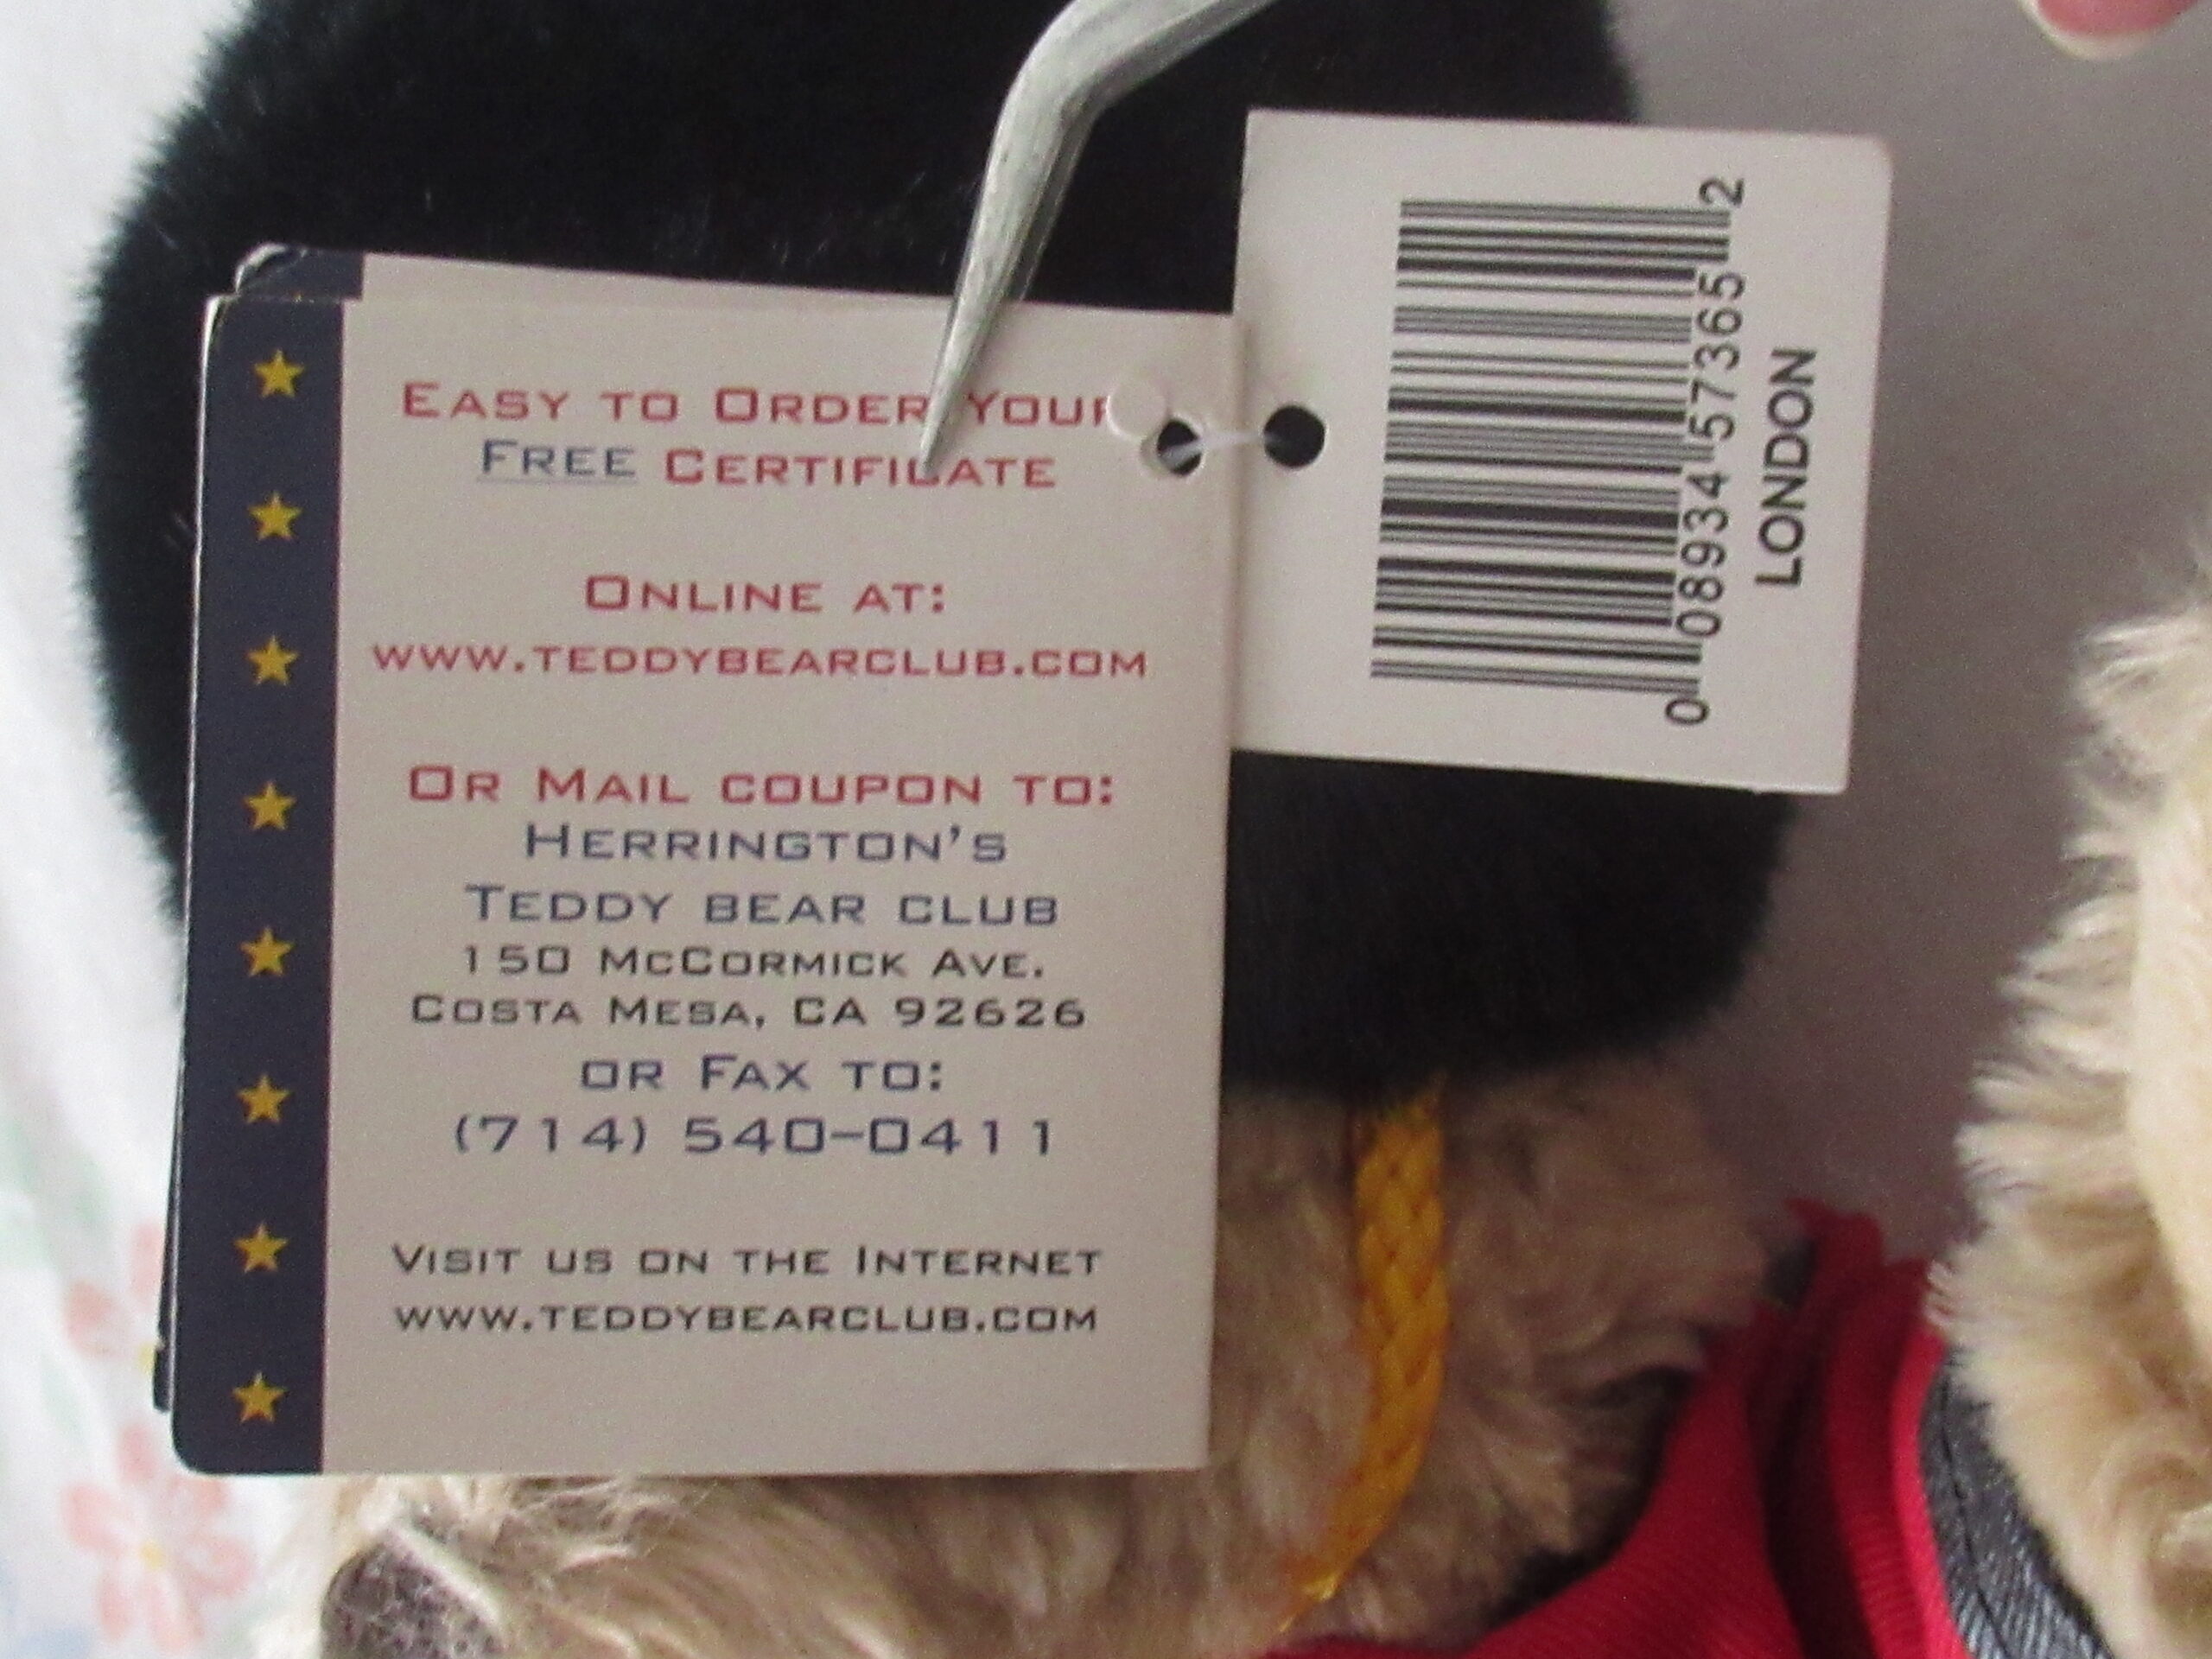 EASY TO ORDER YOUR
FREE CERTIFICATE
ONLINE AT:
WWW.TEDDYBEARCLUB.COM
OR MAIL COUPON TO:
HERRINGTON'S
TEDDY BEAR CLUB
150 MCCORMICK AVE.
COSTA MESA, CA 92626
OR FAX TO:
(714) 540-0411
VISIT US ON THE INTERNET
WWW.TEDDYBEARCLUB.COM
0 08934 57365 2
LONDON